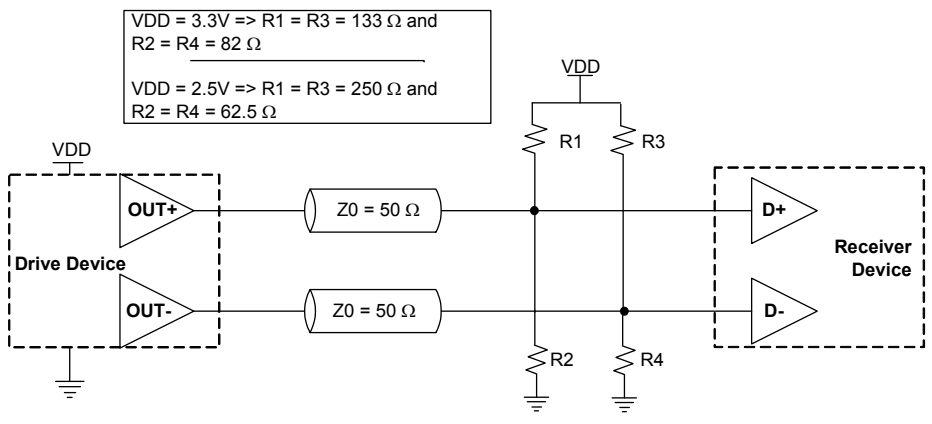 VDD = 3.3V => R1 = R3 = 133 Ω and
R2 = R4 = 82 Ω
VDD = 2.5V => R1 = R3 = 250 Ω and
R2 = R4 = 62.5 Ω
VDD
R1
R3
VDD
OUT+
Z0 = 50 Ω
D+
Drive Device
Receiver
Device
OUT-
Z0 = 50 Ω
D-
R2
R4